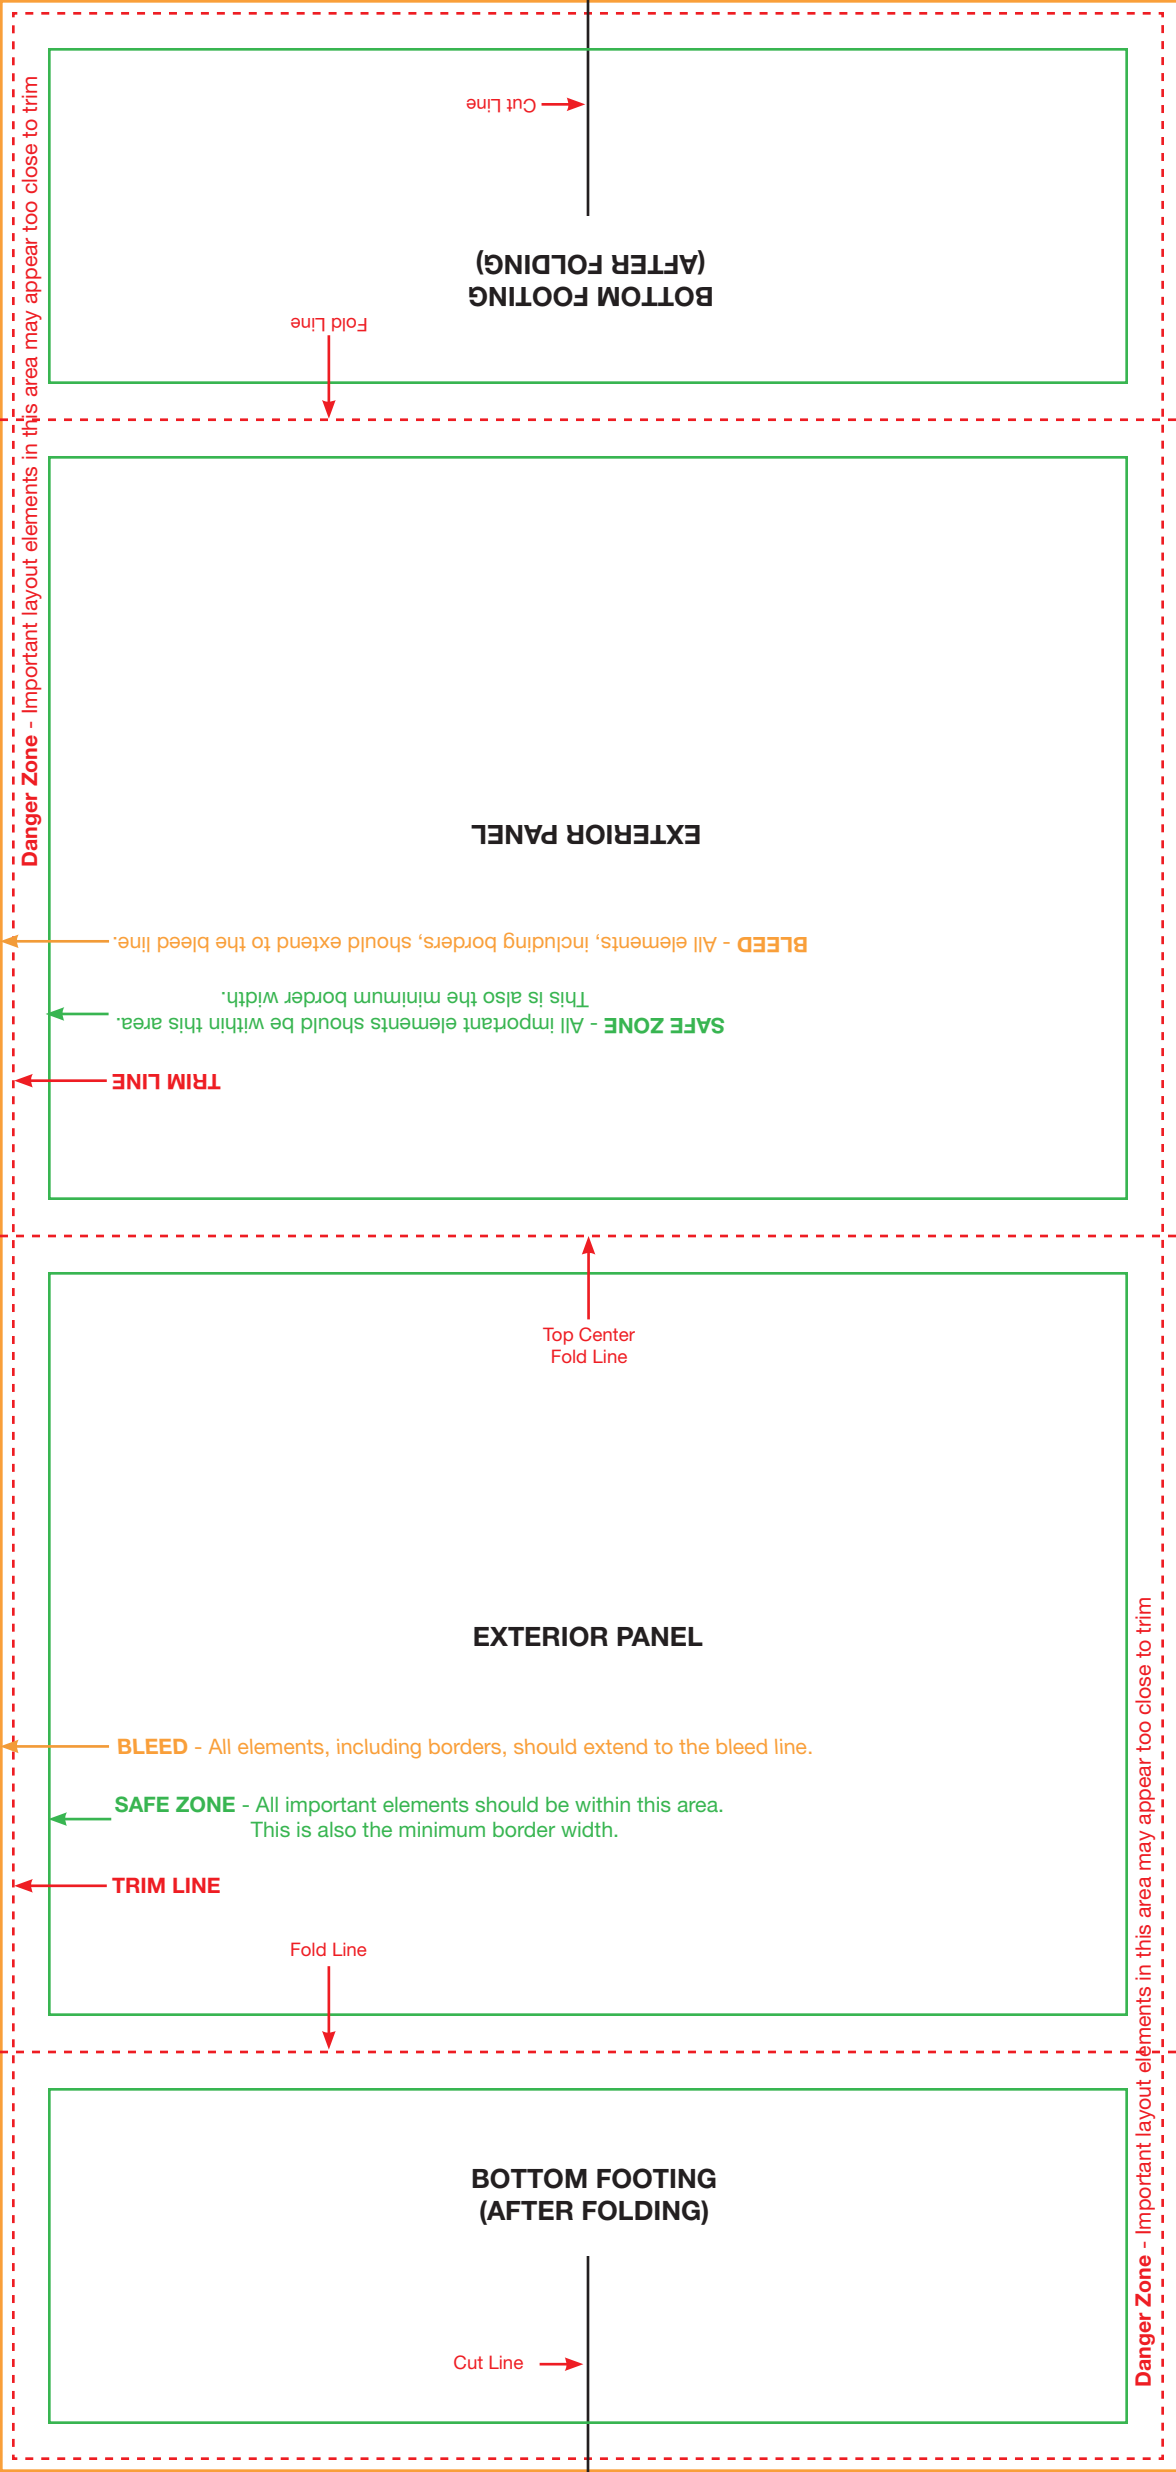 Cut Line
BOTTOM FOOTING
(AFTER FOLDING)
Fold Line
Danger Zone - Important layout elements in this area may appear too close to trim
EXTERIOR PANEL
BLEED - All elements, including borders, should extend to the bleed line.
SAFE ZONE - All important elements should be within this area.
This is also the minimum border width.
TRIM LINE
Top Center
Fold Line
EXTERIOR PANEL
BLEED - All elements, including borders, should extend to the bleed line.
SAFE ZONE - All important elements should be within this area.
This is also the minimum border width.
TRIM LINE
Fold Line
Danger Zone - Important layout elements in this area may appear too close to trim
BOTTOM FOOTING
(AFTER FOLDING)
Cut Line